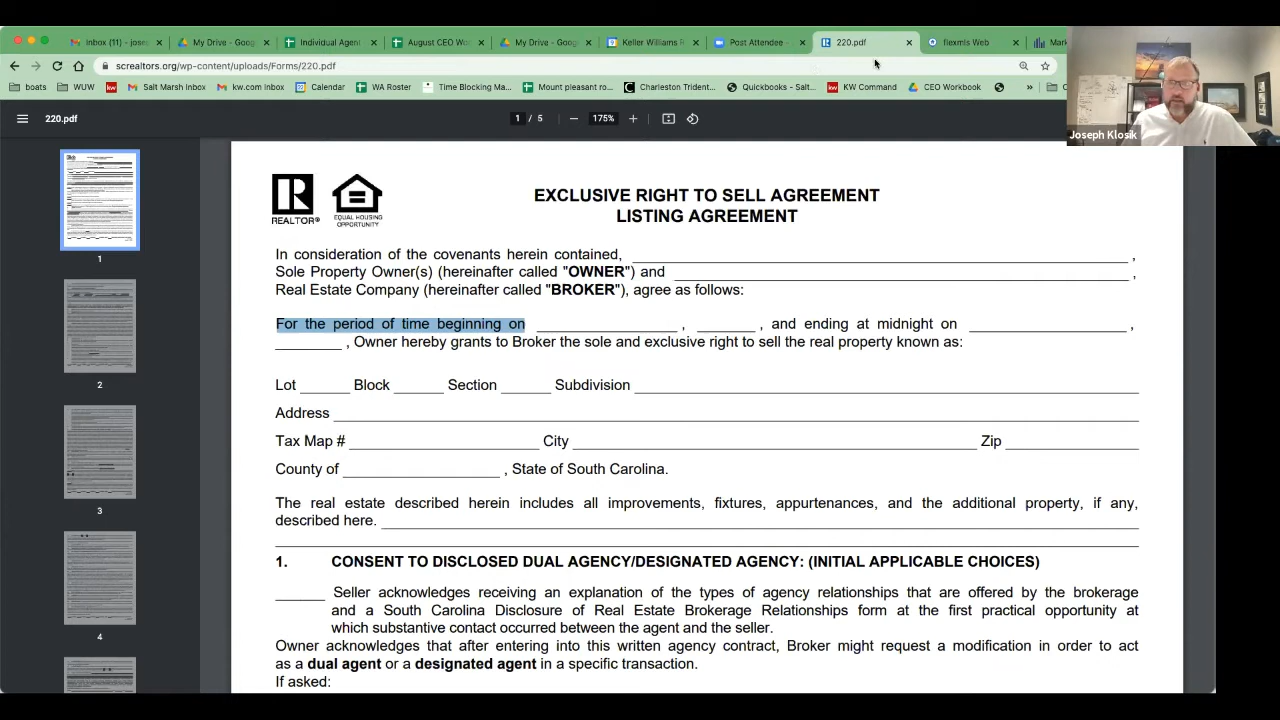 Inbox (11) - jose
My Drive - Goog
Individual Agent
August CEO Wo
My Drive - Goog
Keller Williams R
Post Attendee -
220.pdf
flexmls Web
Mark
screaltors.org/wp-content/uploads/Forms/220.pdf
boats
WUW
Salt Marsh Inbox
kw.com Inbox
Calendar
WA Roster
Time Blocking Ma...
Mount pleasant ro...
Charleston Trident...
Quickbooks - Salt...
KW Command
CEO Workbook
»
220.pdf
1 / 5
175%
Joseph Klosik
1
2
3
4
REALTOR®
EQUAL HOUSING
OPPORTUNITY
EXCLUSIVE RIGHT TO SELL AGREEMENT
LISTING AGREEMENT
In consideration of the covenants herein contained, ,
Sole Property Owner(s) (hereinafter called "OWNER") and ,
Real Estate Company (hereinafter called "BROKER"), agree as follows:
For the period of time beginning on , , and ending at midnight on ,
, Owner hereby grants to Broker the sole and exclusive right to sell the real property known as:
Lot Block Section Subdivision
Address
Tax Map # City Zip
County of , State of South Carolina.
The real estate described herein includes all improvements, fixtures, appurtenances, and the additional property, if any,
described here.
1. CONSENT TO DISCLOSED DUAL AGENCY/DESIGNATED AGENCY: (INITIAL APPLICABLE CHOICES)
Seller acknowledges receiving an explanation of the types of agency relationships that are offered by the brokerage
and a South Carolina Disclosure of Real Estate Brokerage Relationships form at the first practical opportunity at
which substantive contact occurred between the agent and the seller.
Owner acknowledges that after entering into this written agency contract, Broker might request a modification in order to act
as a dual agent or a designated agent in a specific transaction.
If asked: